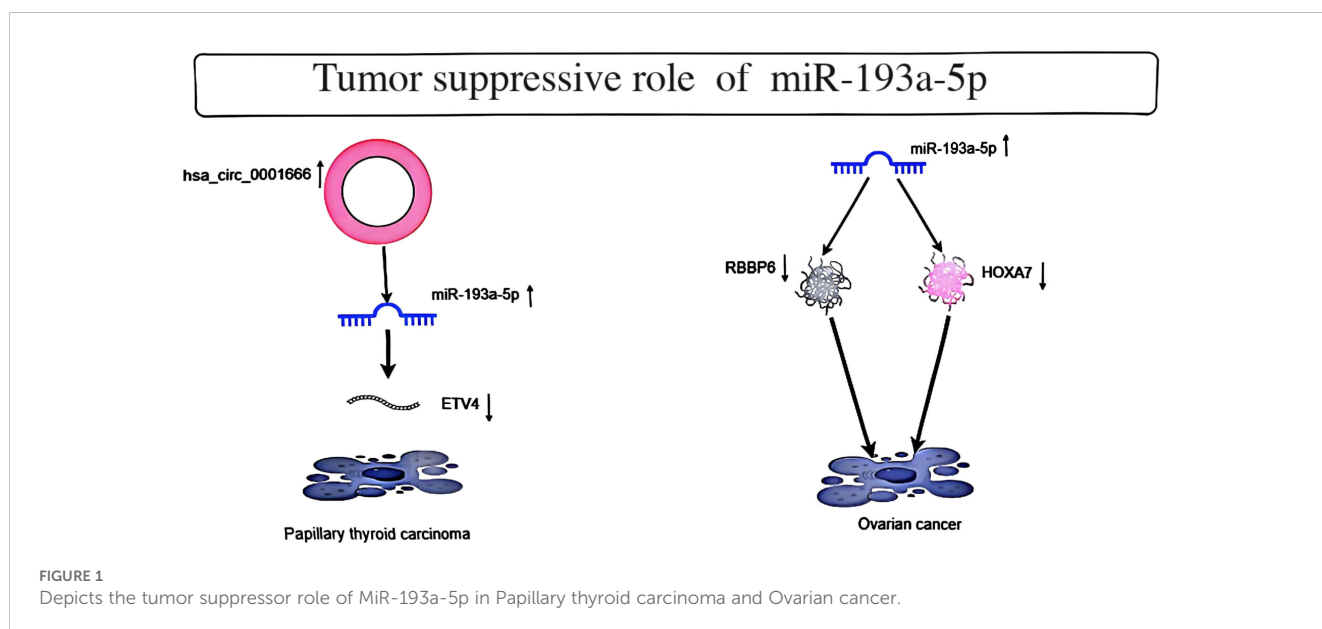 Tumor suppressive role of miR-193a-5p
hsa_circ_0001666 ↑
miR-193a-5p ↑
ETV4 ↓
Papillary thyroid carcinoma
miR-193a-5p ↑
RBBP6 ↓
HOXA7 ↓
Ovarian cancer
FIGURE 1
Depicts the tumor suppressor role of MiR-193a-5p in Papillary thyroid carcinoma and Ovarian cancer.